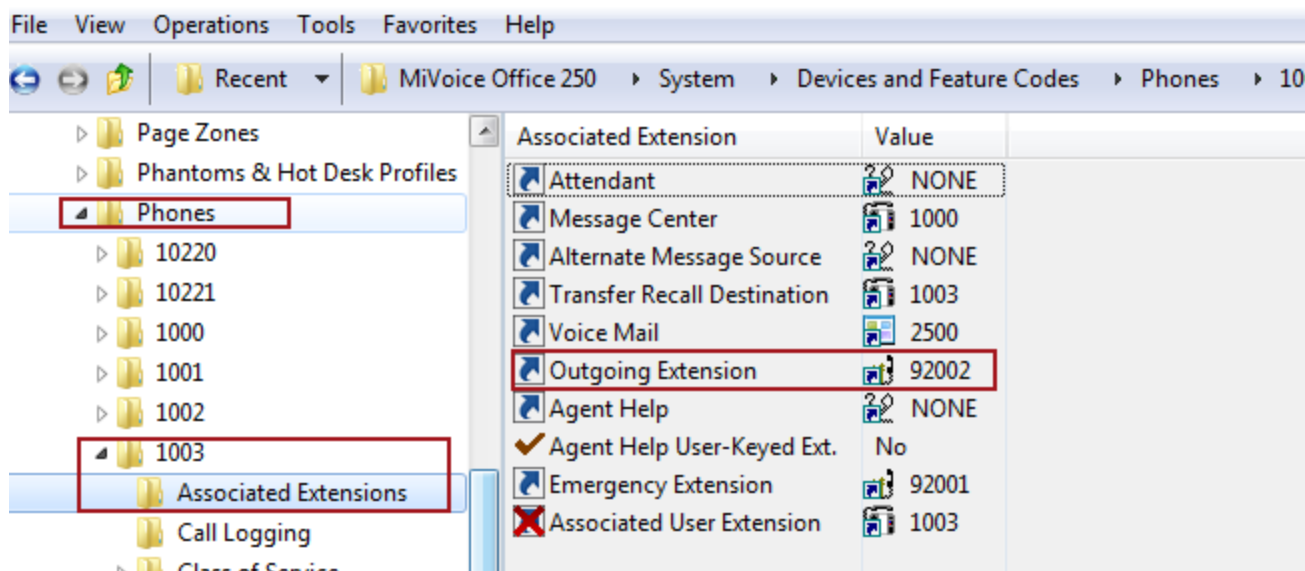 File View Operations Tools Favorites Help
Recent MiVoice Office 250 System Devices and Feature Codes Phones 10
Page Zones
Phantoms & Hot Desk Profiles
Phones
10220
10221
1000
1001
1002
1003
Associated Extensions
Call Logging
Class of Service
Associated Extension Value
Attendant NONE
Message Center 1000
Alternate Message Source NONE
Transfer Recall Destination 1003
Voice Mail 2500
Outgoing Extension 92002
Agent Help NONE
Agent Help User-Keyed Ext. No
Emergency Extension 92001
Associated User Extension 1003